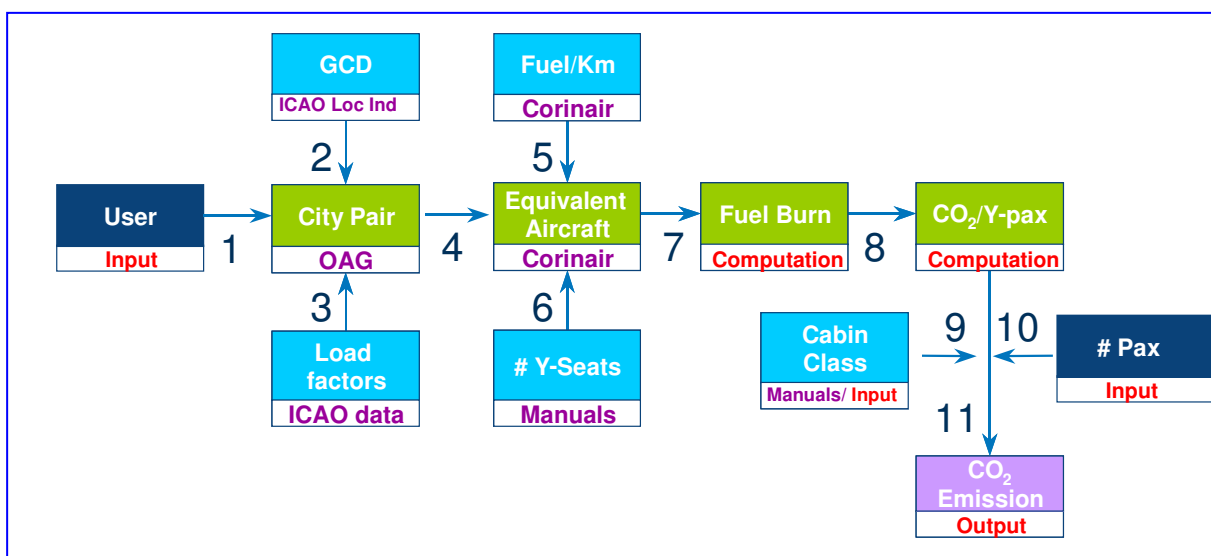 GCD
ICAO Loc Ind
Fuel/Km
Corinair
2
5
User
Input
1
City Pair
OAG
4
Equivalent
Aircraft
Corinair
7
Fuel Burn
Computation
8
CO₂/Y-pax
Computation
3
Load
factors
ICAO data
6
# Y-Seats
Manuals
Cabin
Class
Manuals/ Input
9
10
# Pax
Input
11
CO₂
Emission
Output